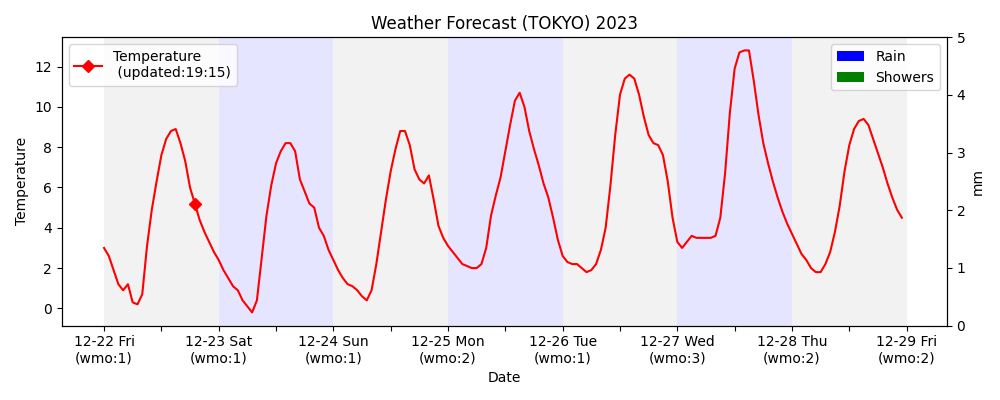 Weather Forecast (TOKYO) 2023
Temperature
(updated:19:15)
Rain
Showers
Temperature
mm
12
10
8
6
4
2
0
5
4
3
2
1
0
12-22 Fri
(wmo:1)
12-23 Sat
(wmo:1)
12-24 Sun
(wmo:1)
12-25 Mon
(wmo:2)
12-26 Tue
(wmo:1)
12-27 Wed
(wmo:3)
12-28 Thu
(wmo:2)
12-29 Fri
(wmo:2)
Date